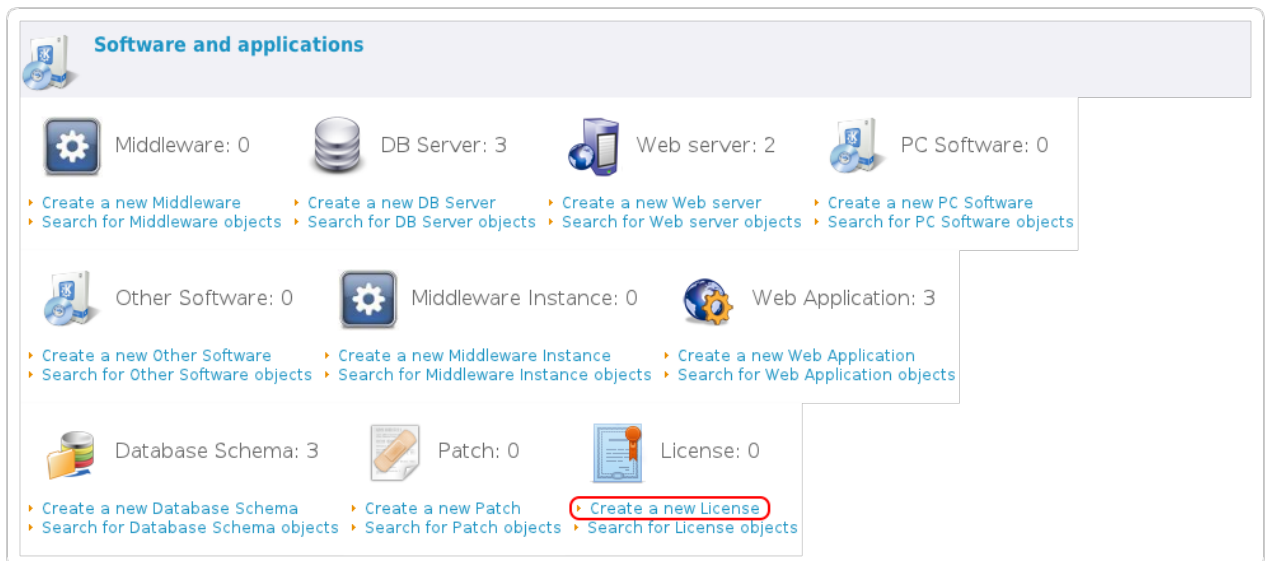 Software and applications
Middleware: 0 DB Server: 3 Web server: 2 PC Software: 0
Create a new Middleware Create a new DB Server Create a new Web server Create a new PC Software
Search for Middleware objects Search for DB Server objects Search for Web server objects Search for PC Software objects
Other Software: 0 Middleware Instance: 0 Web Application: 3
Create a new Other Software Create a new Middleware Instance Create a new Web Application
Search for Other Software objects Search for Middleware Instance objects Search for Web Application objects
Database Schema: 3 Patch: 0 License: 0
Create a new Database Schema Create a new Patch Create a new License
Search for Database Schema objects Search for Patch objects Search for License objects